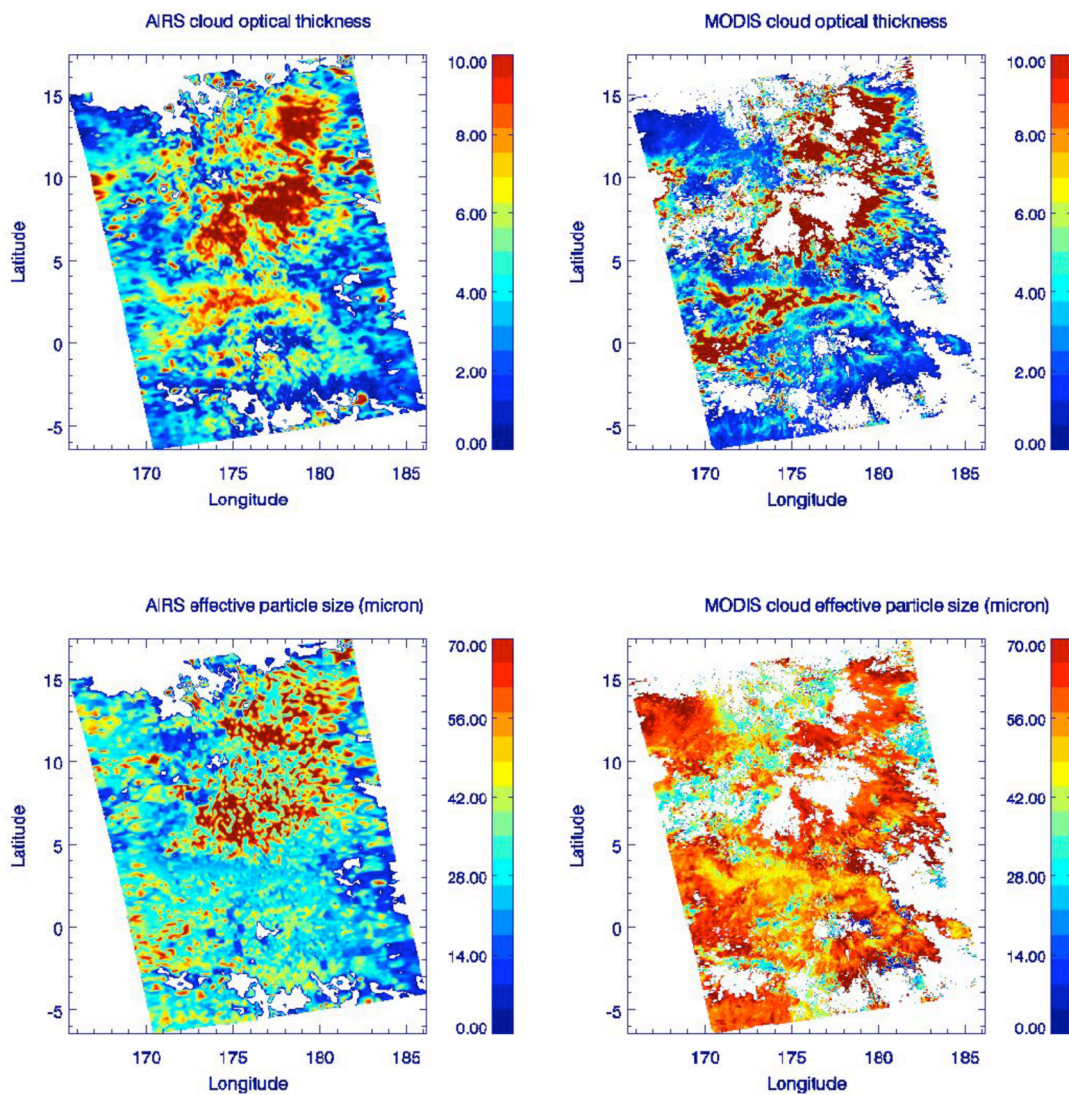 AIRS cloud optical thickness
15
10
5
0
-5
Latitude
170 175 180 185
Longitude
10.00
8.00
6.00
4.00
2.00
0.00
MODIS cloud optical thickness
15
10
5
0
-5
Latitude
170 175 180 185
Longitude
10.00
8.00
6.00
4.00
2.00
0.00
AIRS effective particle size (micron)
15
10
5
0
-5
Latitude
170 175 180 185
Longitude
70.00
56.00
42.00
28.00
14.00
0.00
MODIS cloud effective particle size (micron)
15
10
5
0
-5
Latitude
170 175 180 185
Longitude
70.00
56.00
42.00
28.00
14.00
0.00